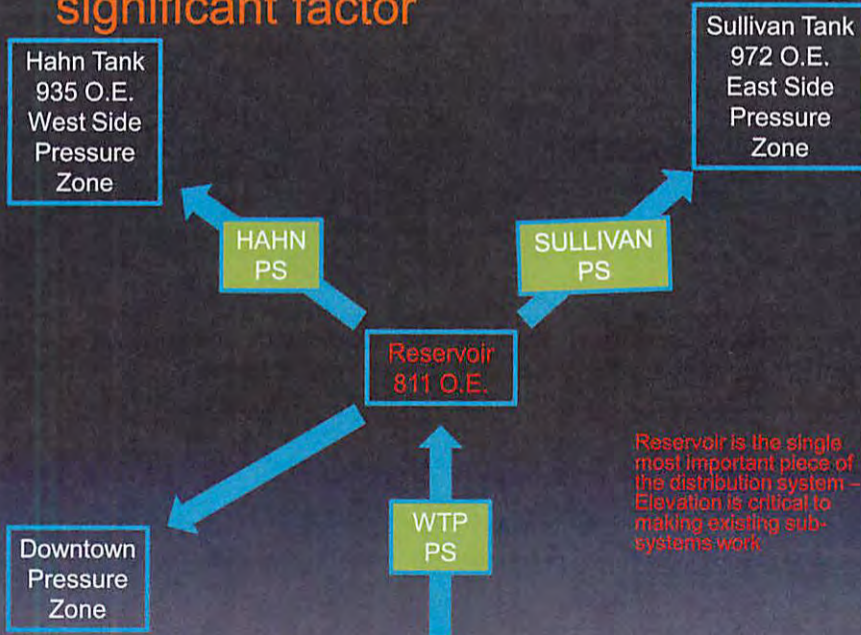 significant factor
Hahn Tank
935 O.E.
West Side
Pressure
Zone
Sullivan Tank
972 O.E.
East Side
Pressure
Zone
HAHN
PS
SULLIVAN
PS
Reservoir
811 O.E.
Reservoir is the single
most important piece of
the distribution system –
Elevation is critical to
making existing sub-
systems work
WTP
PS
Downtown
Pressure
Zone